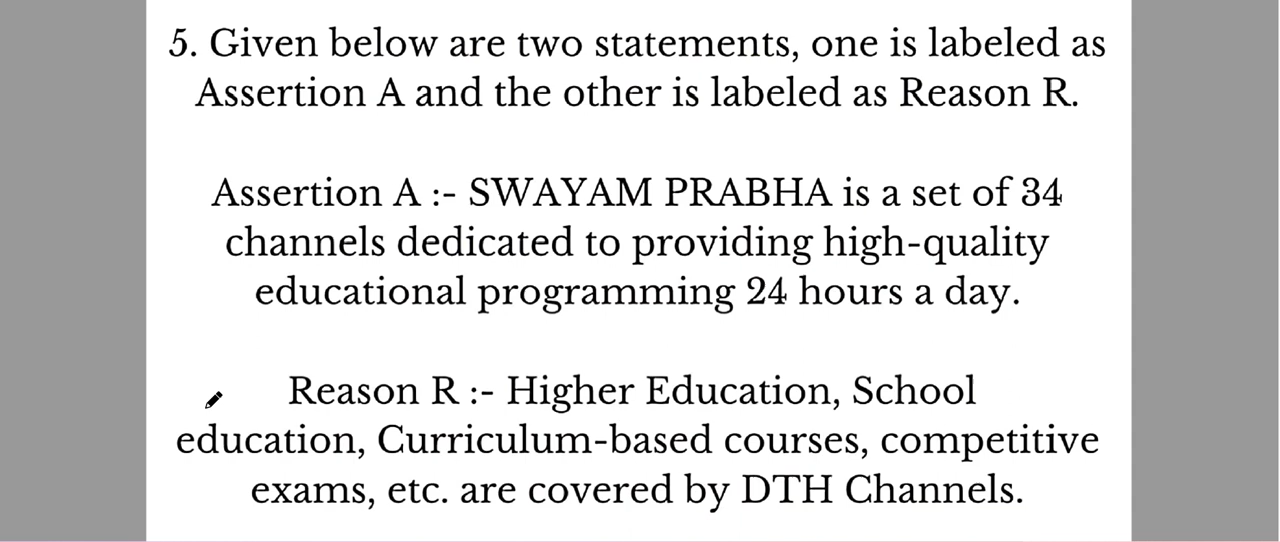 5. Given below are two statements, one is labeled as
Assertion A and the other is labeled as Reason R.
Assertion A :- SWAYAM PRABHA is a set of 34
channels dedicated to providing high-quality
educational programming 24 hours a day.
Reason R :- Higher Education, School
education, Curriculum-based courses, competitive
exams, etc. are covered by DTH Channels.